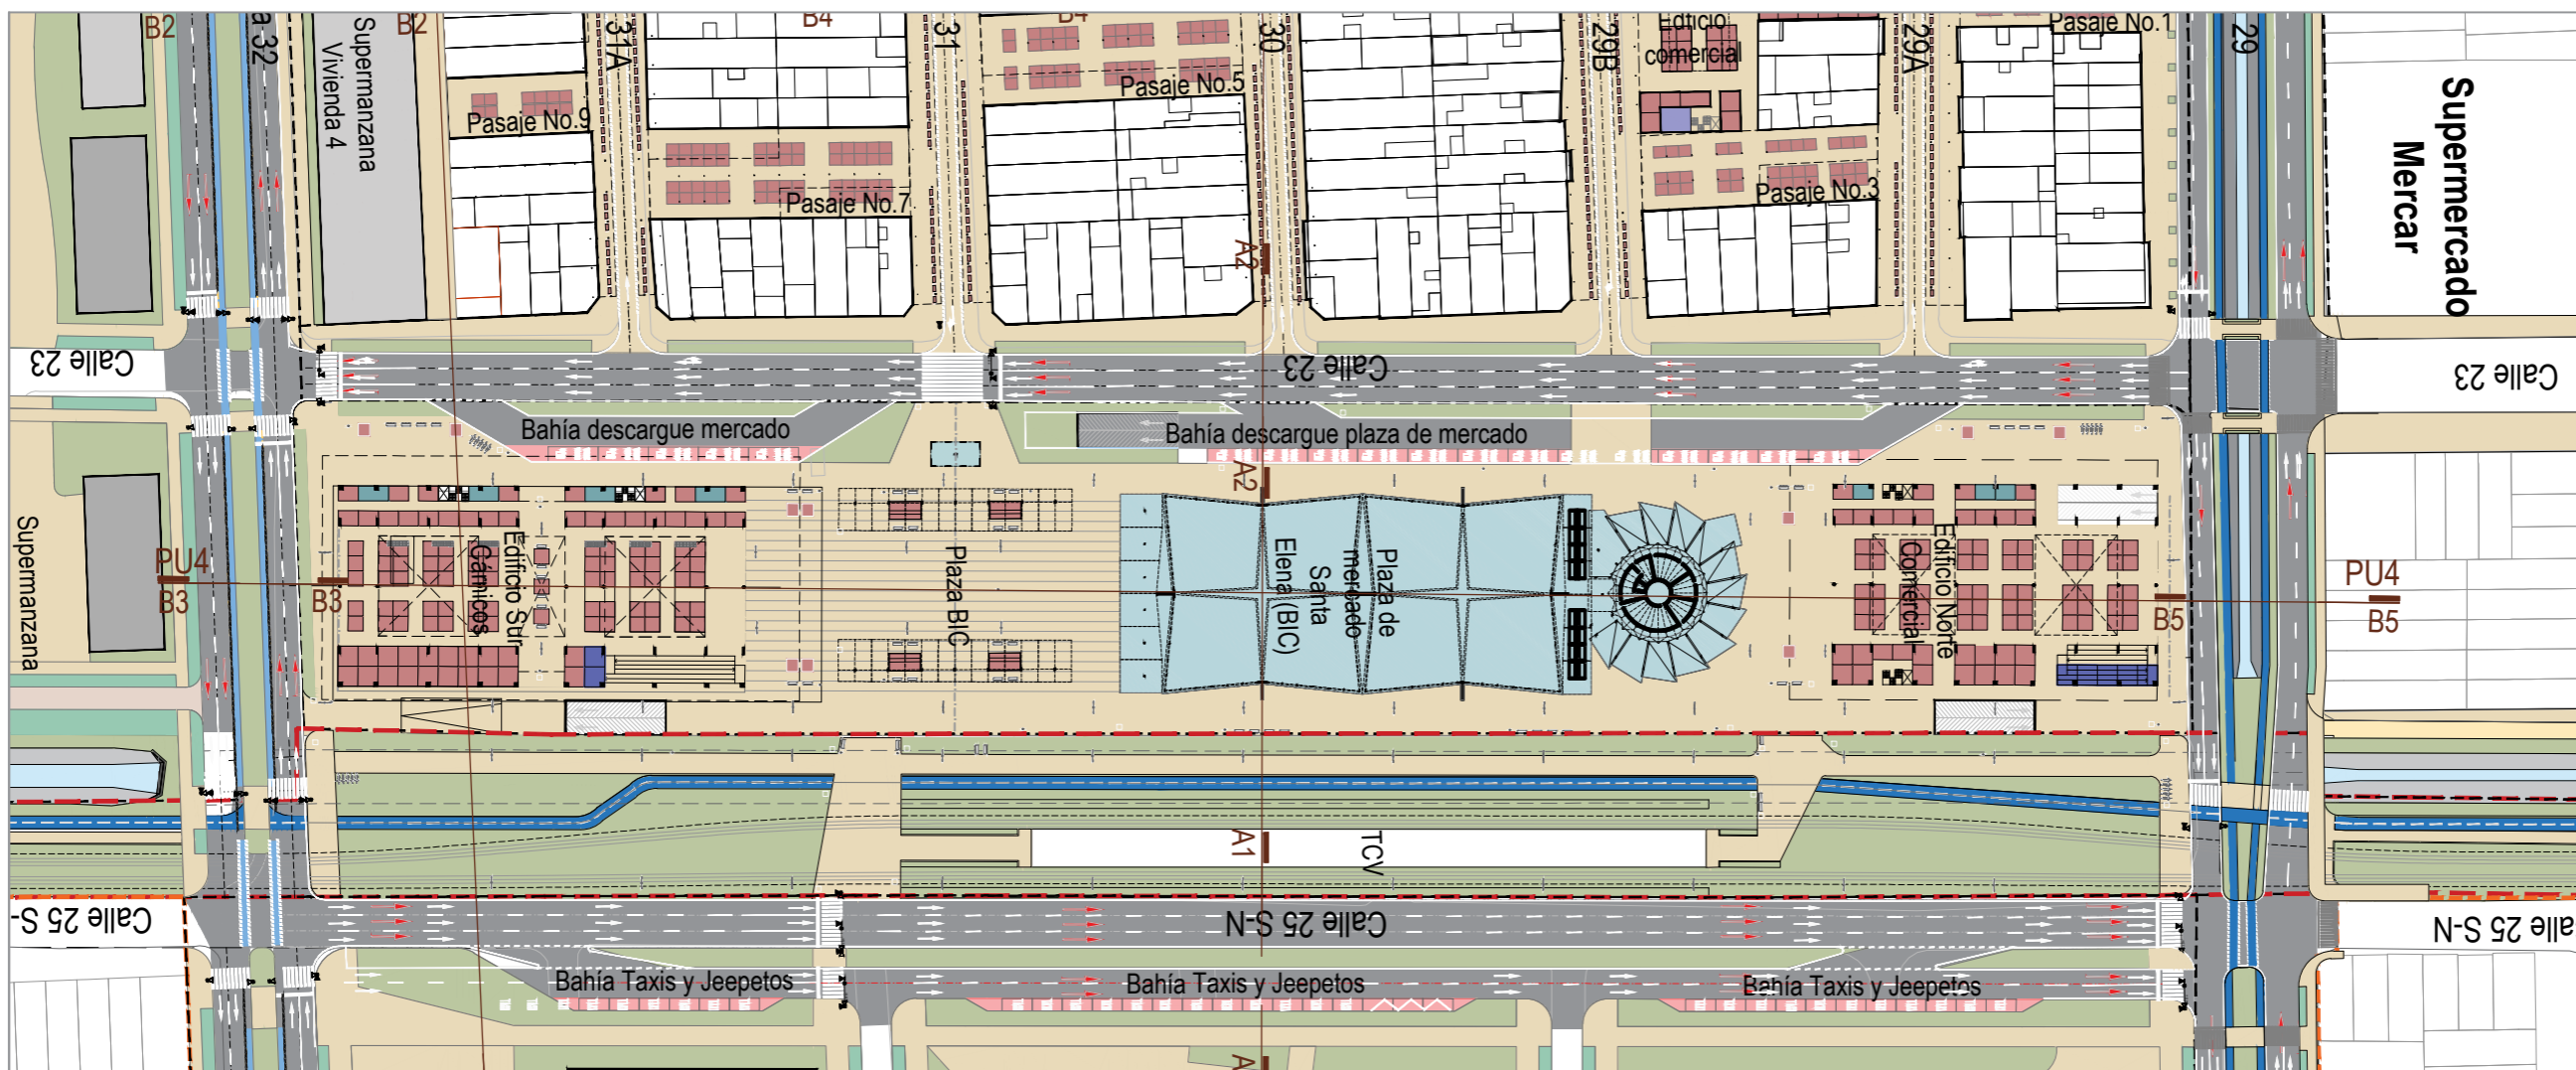 B2
a 32
Supermanzana
Vivienda 4
B2
31A
B4
31
B4
30
29B
Edificio
comercial
29A
Pasaje No.1
29
Supermercado
Mercar
Pasaje No.5
Pasaje No.9
Pasaje No.7
Pasaje No.3
A2
Calle 23
Calle 23
Calle 23
Bahía descargue mercado
Bahía descargue plaza de mercado
A2
Supermanzana
PU4
B3
B3
Edificio Sur
Cárnicos
Plaza BIC
Plaza de
mercado
Santa
Elena (BIC)
Edificio Norte
Comercial
B5
PU4
B5
A1
TCV
Calle 25 S-
Calle 25 S-N
alle 25 S-N
Bahía Taxis y Jeepetos
Bahía Taxis y Jeepetos
Bahía Taxis y Jeepetos
A